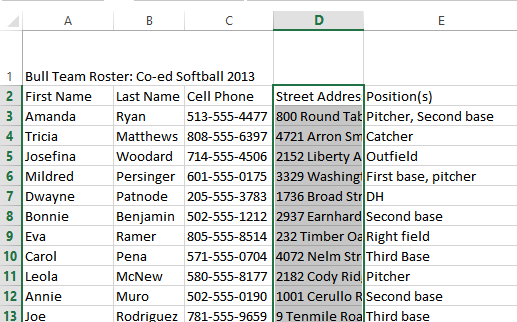 A B C D E
1 Bull Team Roster: Co-ed Softball 2013
2 First Name Last Name Cell Phone Street Addres Position(s)
3 Amanda Ryan 513-555-4477 800 Round Tab Pitcher, Second base
4 Tricia Matthews 808-555-6397 4721 Arron Sm Catcher
5 Josefina Woodard 714-555-4506 2152 Liberty A Outfield
6 Mildred Persinger 601-555-0175 3329 Washingt First base, pitcher
7 Dwayne Patnode 205-555-3783 1736 Broad Str DH
8 Bonnie Benjamin 502-555-1212 2937 Earnhard Second base
9 Eva Ramer 805-555-8514 232 Timber Oa Right field
10 Carol Pena 571-555-0704 4072 Nelm Stre Third Base
11 Leola McNew 580-555-8177 2182 Cody Rid Pitcher
12 Annie Muro 502-555-0190 1001 Cerullo R Second base
13 Joe Rodriguez 781-555-9659 9 Tenmile Roa Third base